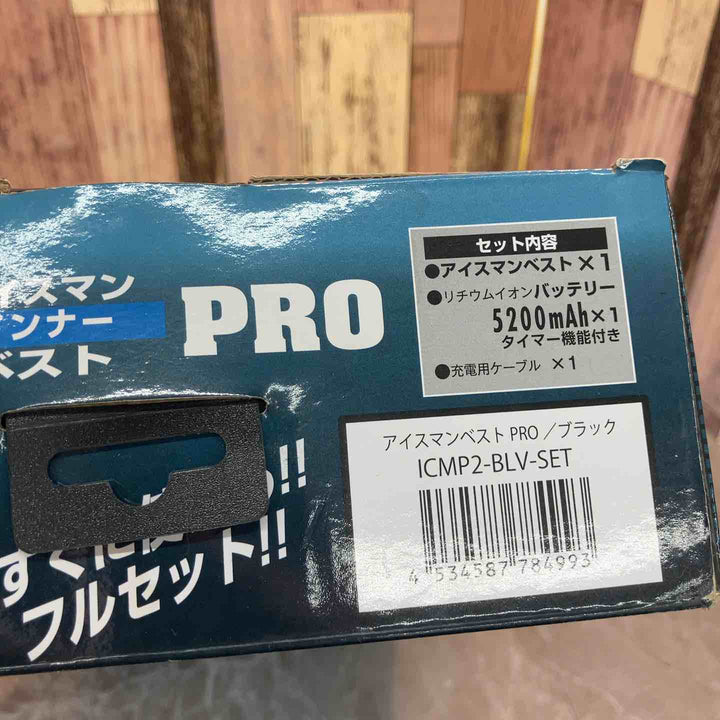 イスマン
ンナー
ベスト
PRO
セット内容
●アイスマンベスト×1
●リチウムイオンバッテリー
5200mAh×1
タイマー機能付き
●充電用ケーブル ×1
アイスマンベスト PRO／ブラック
ICMP2-BLV-SET
4 534587 784993
!!
フルセット!!